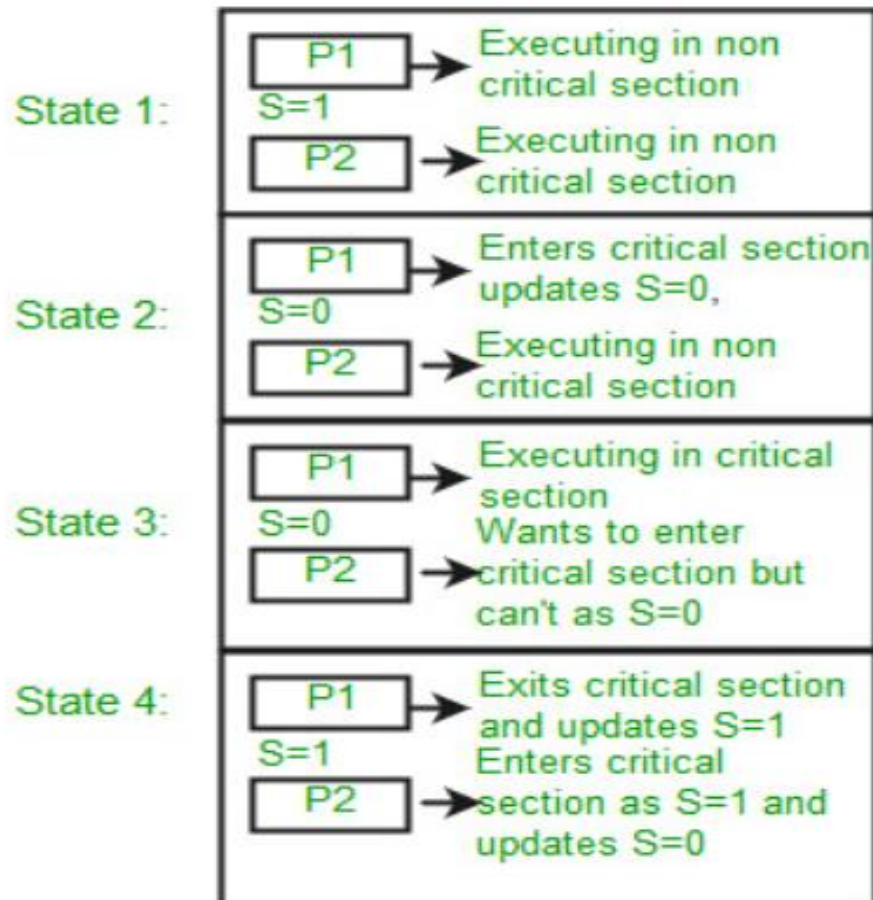 State 1:
P1
Executing in non
critical section
S=1
P2
Executing in non
critical section
State 2:
P1
Enters critical section
updates S=0,
S=0
P2
Executing in non
critical section
State 3:
P1
Executing in critical
section
S=0
P2
Wants to enter
critical section but
can't as S=0
State 4:
P1
Exits critical section
and updates S=1
S=1
P2
Enters critical
section as S=1 and
updates S=0